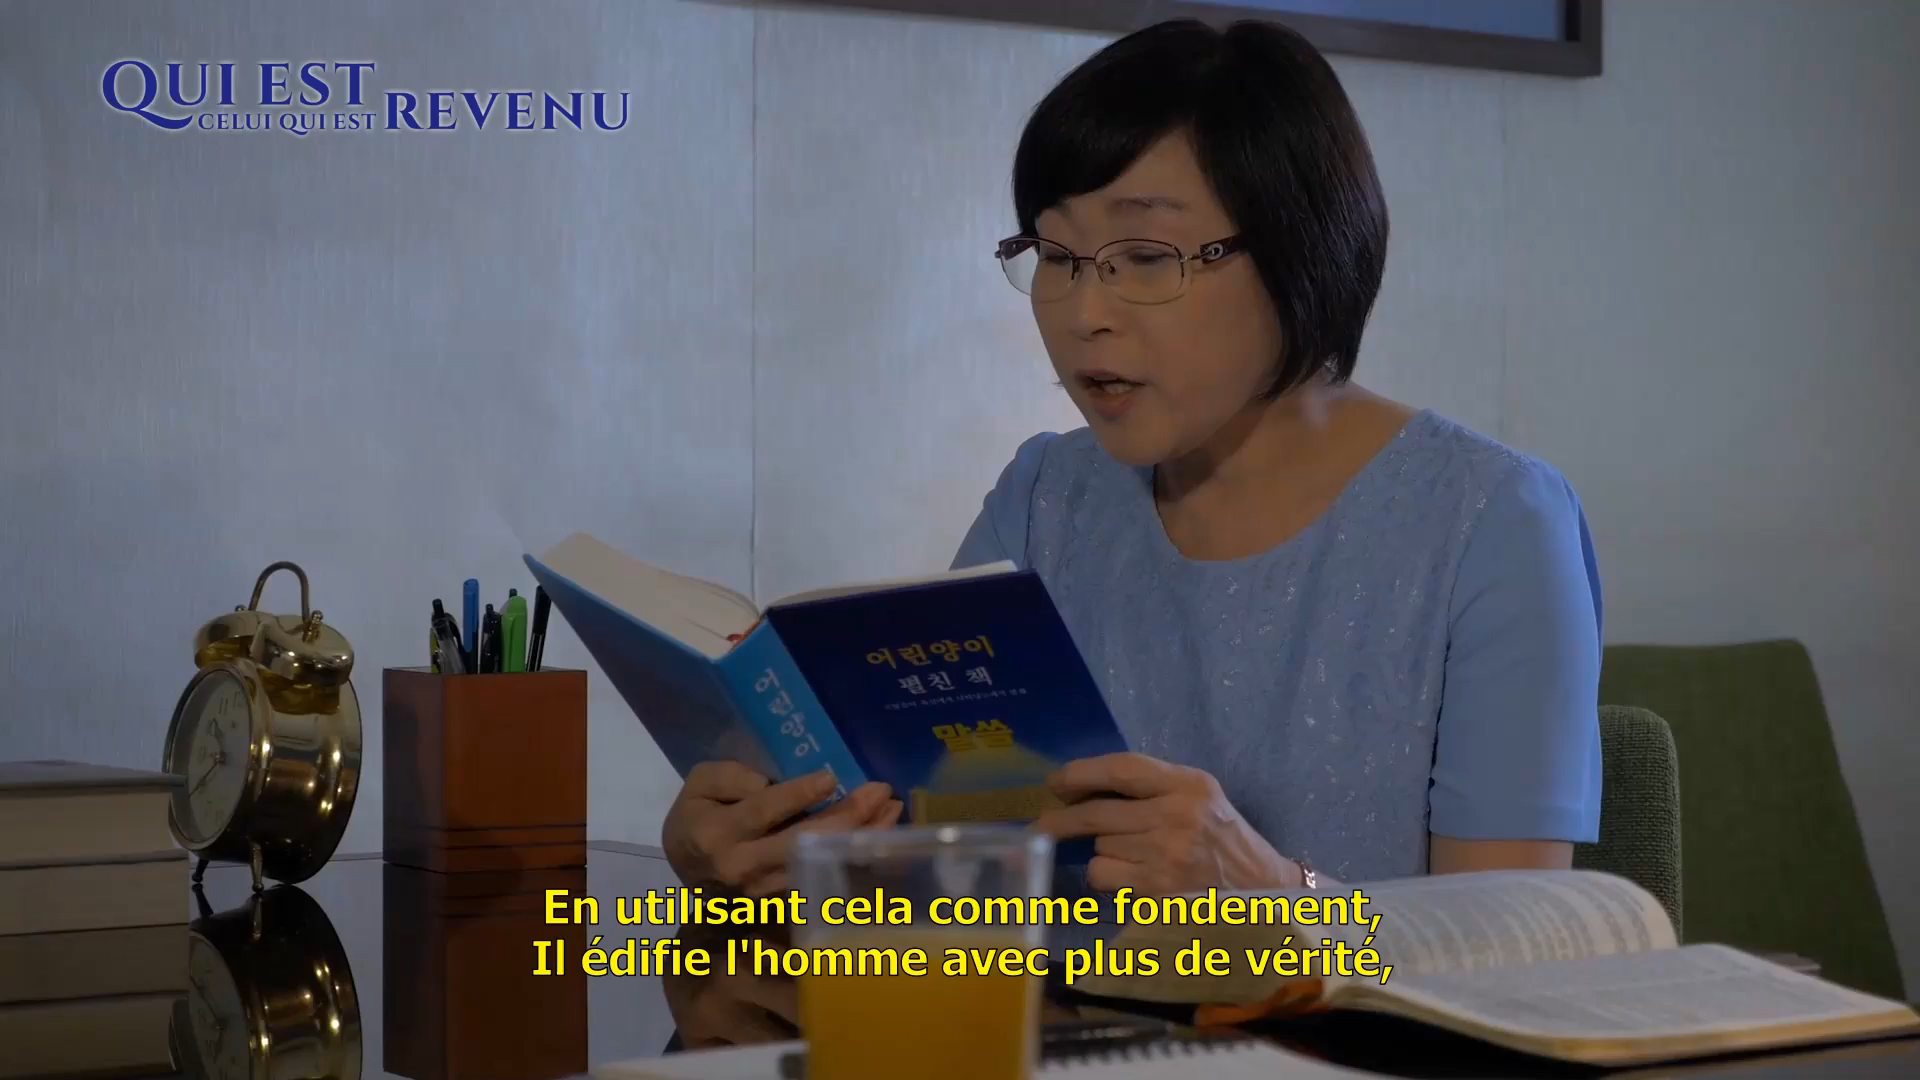 QUI EST
CELUI QUI EST REVENU
어린양이
펼친 책
말씀
어린양이
En utilisant cela comme fondement,
Il édifie l'homme avec plus de vérité,